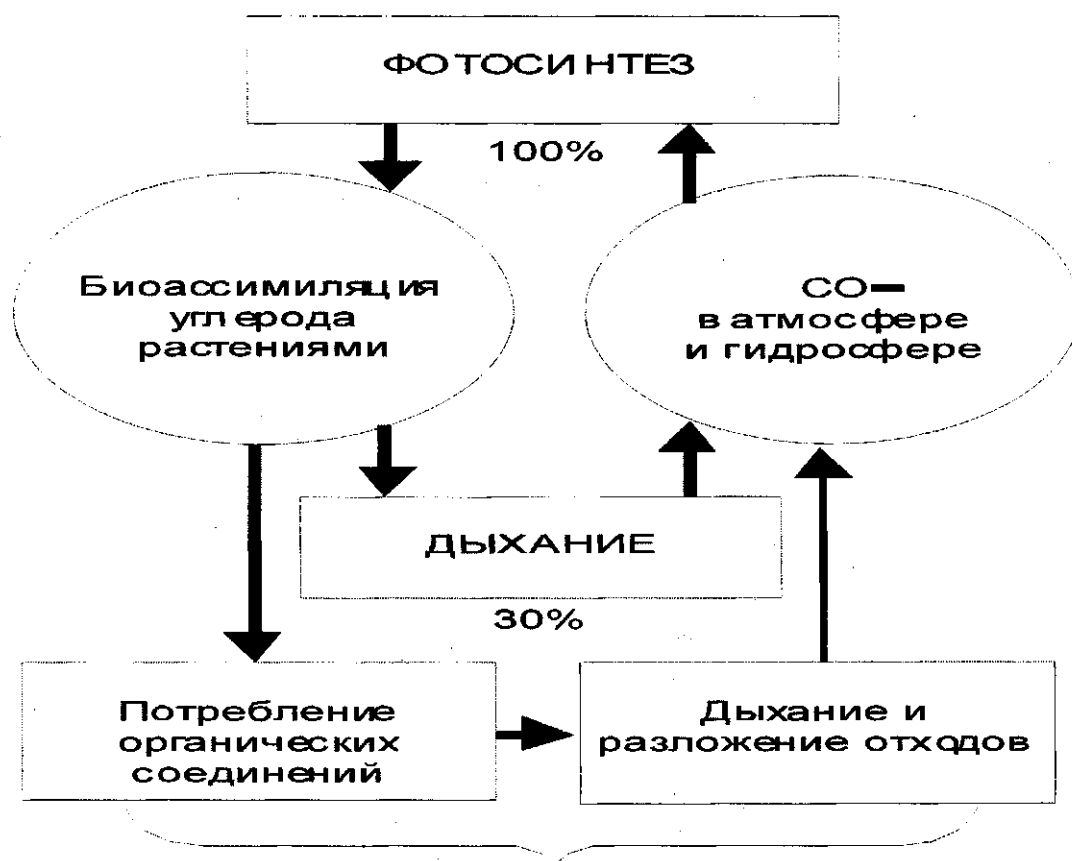 ФОТОСИНТЕЗ
100%
Биоассимиляция
углерода
растениями
СО
в атмосфере
и гидросфере
ДЫХАНИЕ
30%
Потребление
органических
соединений
Дыхание и
разложение отходов